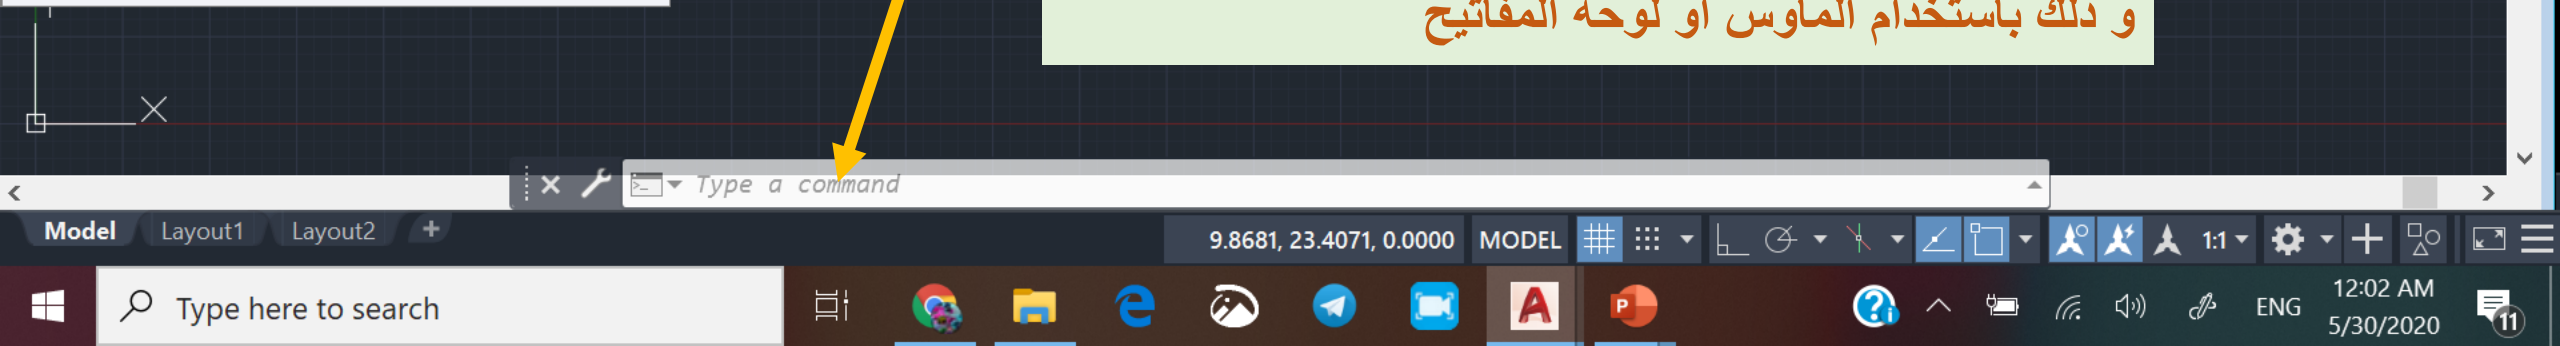 و ذلك باستخدام الماوس او لوحه المفاتيح
Type a command
Model Layout1 Layout2 +
9.8681, 23.4071, 0.0000 MODEL 1:1
Type here to search
ENG
12:02 AM
5/30/2020
11